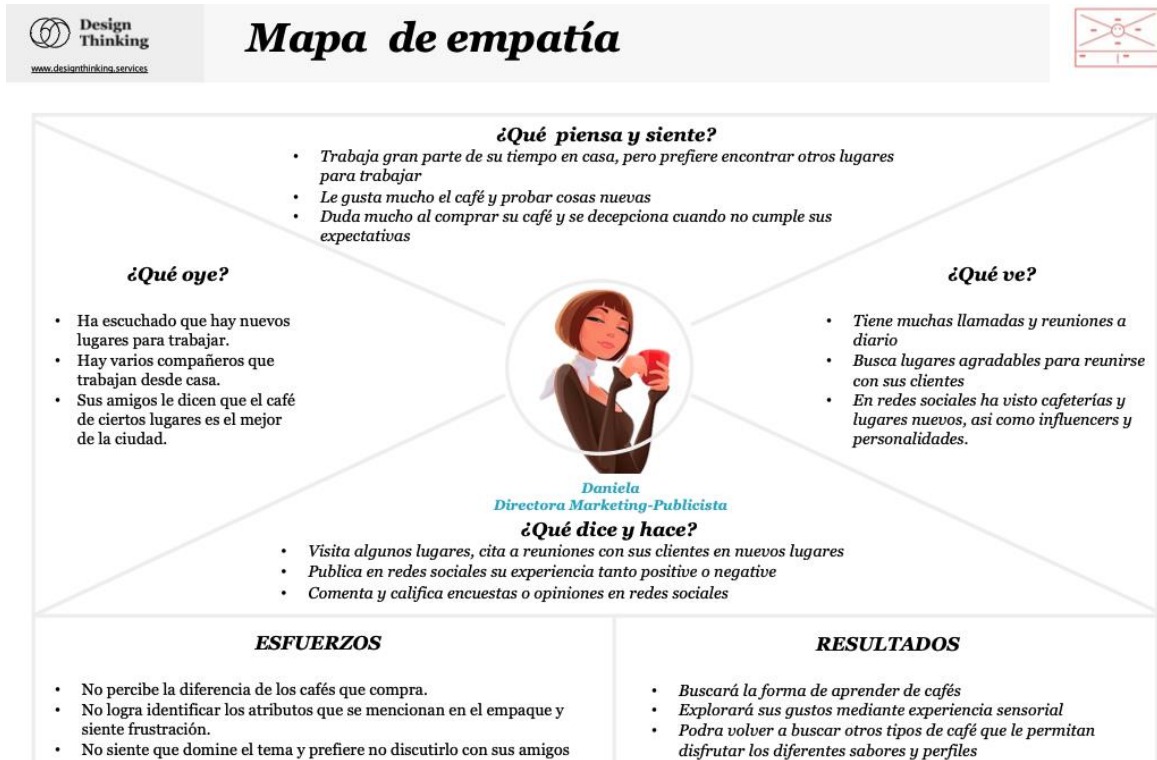 Design
Thinking
www.designthinking.services
Mapa de empatía
¿Qué piensa y siente?
• Trabaja gran parte de su tiempo en casa, pero prefiere encontrar otros lugares
para trabajar
• Le gusta mucho el café y probar cosas nuevas
• Duda mucho al comprar su café y se decepciona cuando no cumple sus
expectativas
¿Qué oye?
• Ha escuchado que hay nuevos
lugares para trabajar.
• Hay varios compañeros que
trabajan desde casa.
• Sus amigos le dicen que el café
de ciertos lugares es el mejor
de la ciudad.
¿Qué ve?
• Tiene muchas llamadas y reuniones a
diario
• Busca lugares agradables para reunirse
con sus clientes
• En redes sociales ha visto cafeterías y
lugares nuevos, asi como influencers y
personalidades.
Daniela
Directora Marketing-Publicista
¿Qué dice y hace?
• Visita algunos lugares, cita a reuniones con sus clientes en nuevos lugares
• Publica en redes sociales su experiencia tanto positive o negative
• Comenta y califica encuestas o opiniones en redes sociales
ESFUERZOS
• No percibe la diferencia de los cafés que compra.
• No logra identificar los atributos que se mencionan en el empaque y
siente frustración.
• No siente que domine el tema y prefiere no discutirlo con sus amigos
RESULTADOS
• Buscará la forma de aprender de cafés
• Explorará sus gustos mediante experiencia sensorial
• Podra volver a buscar otros tipos de café que le permitan
disfrutar los diferentes sabores y perfiles